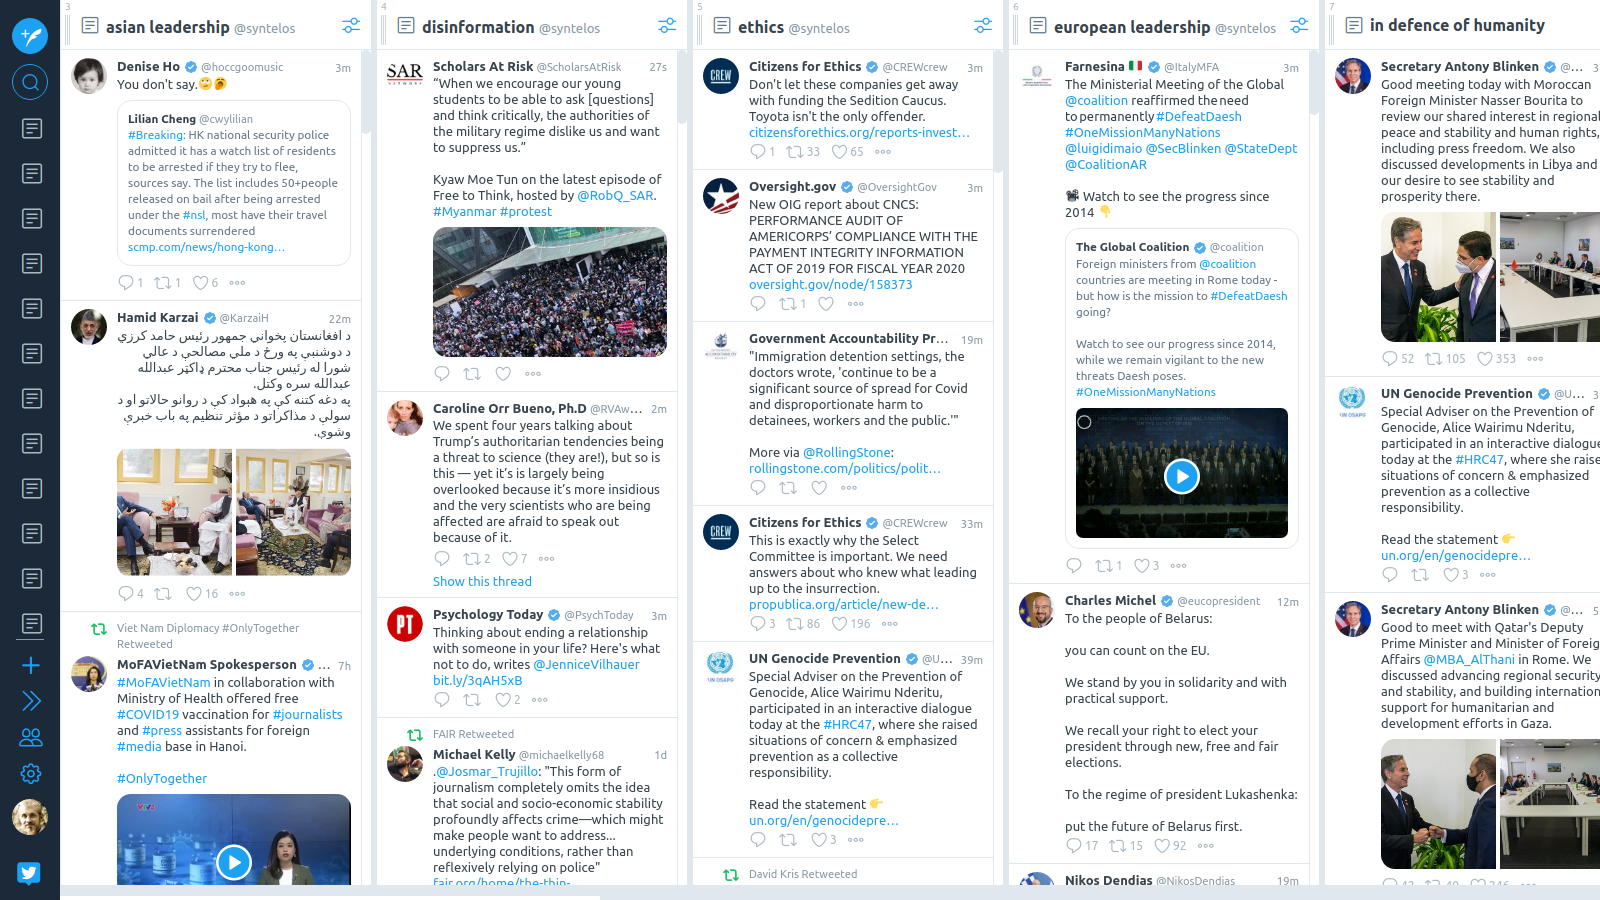 3
asian leadership @syntelos
Denise Ho @hoccgoomusic 3m
You don't say.🙄🥱
Lilian Cheng @cwylilian
#Breaking: HK national security police
admitted it has a watch list of residents
to be arrested if they try to flee,
sources say. The list includes 50+people
released on bail after being arrested
under the #nsl, most have their travel
documents surrendered
scmp.com/news/hong-kong…
1 1 6
Hamid Karzai @KarzaiH 22m
د افغانستان پخواني جمهور رئیس حامد کرزي
د دوشنبې په ورځ د ملي مصالحې د عالي
شورا له رئیس جناب محترم ډاکټر عبدالله
عبدالله سره وکتل.
په دغه کتنه کې په هېواد کې د روانو حالاتو او د
سولې د مذاکراتو د مؤثر تنظیم په باب خبرې
وشوې.
4 16
Viet Nam Diplomacy #OnlyTogether
Retweeted
MoFAVietNam Spokesperson … 7h
#MoFAVietNam in collaboration with
Ministry of Health offered free
#COVID19 vaccination for #journalists
and #press assistants for foreign
#media base in Hanoi.
#OnlyTogether
4
disinformation @syntelos
SAR
Scholars At Risk @ScholarsAtRisk 27s
“When we encourage our young
students to be able to ask [questions]
and think critically, the authorities of
the military regime dislike us and want
to suppress us.”
Kyaw Moe Tun on the latest episode of
Free to Think, hosted by @RobQ_SAR.
#Myanmar #protest
Caroline Orr Bueno, Ph.D @RVAw… 2m
We spent four years talking about
Trump’s authoritarian tendencies being
a threat to science (they are!), but so is
this — yet it’s is largely being
overlooked because it’s more insidious
and the very scientists who are being
affected are afraid to speak out
because of it.
2 7
Show this thread
PT
Psychology Today @PsychToday 3m
Thinking about ending a relationship
with someone in your life? Here's what
not to do, writes @JenniceVilhauer
bit.ly/3qAH5xB
2
FAIR Retweeted
Michael Kelly @michaelkelly68 1d
.@Josmar_Trujillo: "This form of
journalism completely omits the idea
that social and socio-economic stability
profoundly affects crime—which might
make people want to address...
underlying conditions, rather than
reflexively relying on police"
fair.org/home/the-thin-
5
ethics @syntelos
CREW
Citizens for Ethics @CREWcrew 3m
Don't let these companies get away
with funding the Sedition Caucus.
Toyota isn't the only offender.
citizensforethics.org/reports-invest…
1 33 65
Oversight.gov @OversightGov 3m
New OIG report about CNCS:
PERFORMANCE AUDIT OF
AMERICORPS’ COMPLIANCE WITH THE
PAYMENT INTEGRITY INFORMATION
ACT OF 2019 FOR FISCAL YEAR 2020
oversight.gov/node/158373
1
Government Accountability Pr… 19m
"Immigration detention settings, the
doctors wrote, 'continue to be a
significant source of spread for Covid
and disproportionate harm to
detainees, workers and the public.'"
More via @RollingStone:
rollingstone.com/politics/polit…
CREW
Citizens for Ethics @CREWcrew 33m
This is exactly why the Select
Committee is important. We need
answers about who knew what leading
up to the insurrection.
propublica.org/article/new-de…
3 86 196
UN OSAPG
UN Genocide Prevention @U… 39m
Special Adviser on the Prevention of
Genocide, Alice Wairimu Nderitu,
participated in an interactive dialogue
today at the #HRC47, where she raised
situations of concern & emphasized
prevention as a collective
responsibility.
Read the statement 👉
un.org/en/genocidepre…
3
David Kris Retweeted
6
european leadership @syntelos
Farnesina 🇮🇹 @ItalyMFA 3m
The Ministerial Meeting of the Global
@coalition reaffirmed the need
to permanently #DefeatDaesh
#OneMissionManyNations
@luigidimaio @SecBlinken @StateDept
@CoalitionAR
📽 Watch to see the progress since
2014 👇
The Global Coalition @coalition
Foreign ministers from @coalition
countries are meeting in Rome today -
but how is the mission to #DefeatDaesh
going?
Watch to see our progress since 2014,
while we remain vigilant to the new
threats Daesh poses.
#OneMissionManyNations
1 3
Charles Michel @eucopresident 12m
To the people of Belarus:
you can count on the EU.
We stand by you in solidarity and with
practical support.
We recall your right to elect your
president through new, free and fair
elections.
To the regime of president Lukashenka:
put the future of Belarus first.
17 15 92
Nikos Dendias @NikosDendias 19m
7
in defence of humanity
Secretary Antony Blinken @… 3
Good meeting today with Moroccan
Foreign Minister Nasser Bourita to
review our shared interest in regional
peace and stability and human rights,
including press freedom. We also
discussed developments in Libya and
our desire to see stability and
prosperity there.
52 105 353
UN OSAPG
UN Genocide Prevention @U… 3
Special Adviser on the Prevention of
Genocide, Alice Wairimu Nderitu,
participated in an interactive dialogue
today at the #HRC47, where she raise
situations of concern & emphasized
prevention as a collective
responsibility.
Read the statement 👉
un.org/en/genocidepre…
3
Secretary Antony Blinken @… 5
Good to meet with Qatar's Deputy
Prime Minister and Minister of Foreig
Affairs @MBA_AlThani in Rome. We
discussed advancing regional security
and stability, and building internation
support for humanitarian and
development efforts in Gaza.